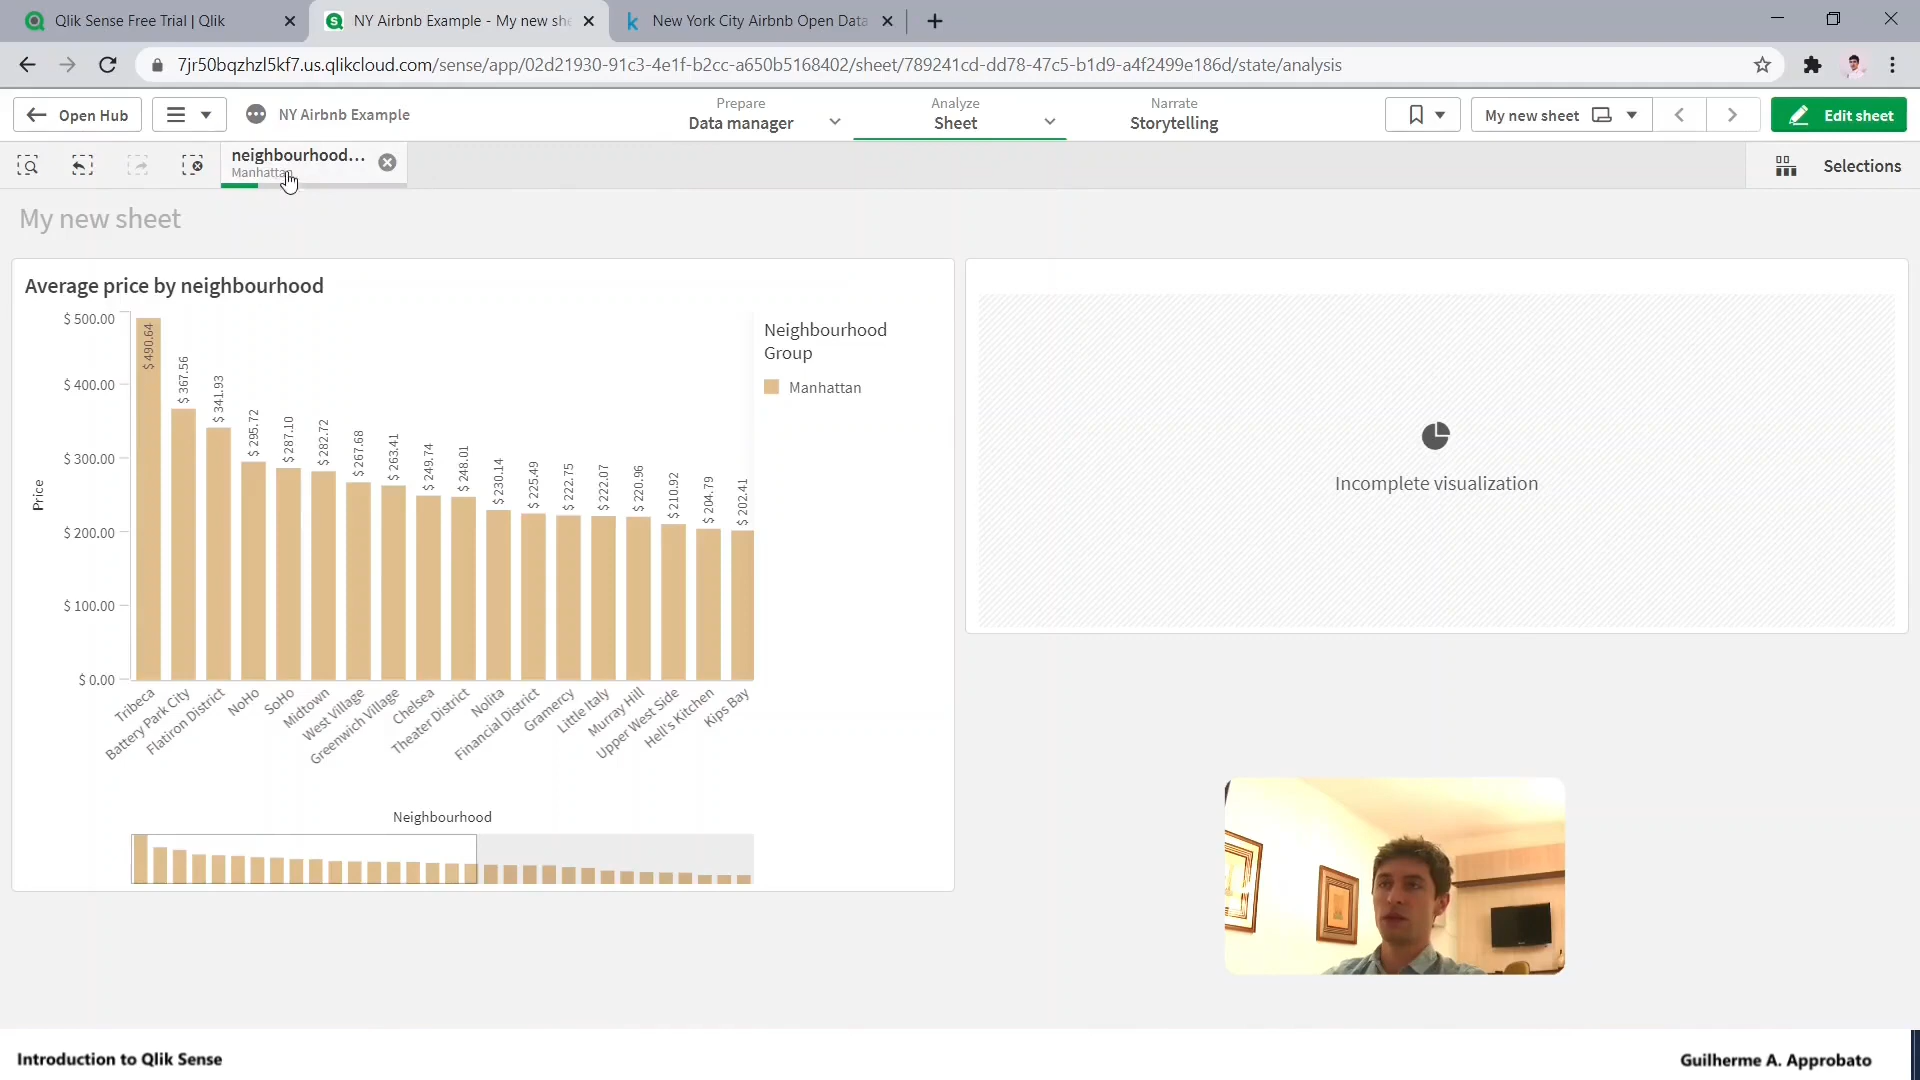 Qlik Sense Free Trial | Qlik
NY Airbnb Example - My new she
New York City Airbnb Open Data
7jr50bqzhzl5kf7.us.qlikcloud.com/sense/app/02d21930-91c3-4e1f-b2cc-a650b5168402/sheet/789241cd-dd78-47c5-b1d9-a4f2499e186d/state/analysis
Open Hub
NY Airbnb Example
Prepare
Data manager
Analyze
Sheet
Narrate
Storytelling
My new sheet
Edit sheet
neighbourhood...
Manhattan
Selections
My new sheet
Average price by neighbourhood
Price
$ 500.00
$ 400.00
$ 300.00
$ 200.00
$ 100.00
$ 0.00
$ 490.64
$ 367.56
$ 341.93
$ 295.72
$ 287.10
$ 282.72
$ 267.68
$ 263.41
$ 249.74
$ 248.01
$ 230.14
$ 225.49
$ 222.75
$ 222.07
$ 220.96
$ 210.92
$ 204.79
$ 202.41
Tribeca
Battery Park City
Flatiron District
NoHo
SoHo
Midtown
West Village
Greenwich Village
Chelsea
Theater District
Nolita
Financial District
Gramercy
Little Italy
Murray Hill
Upper West Side
Hell's Kitchen
Kips Bay
Neighbourhood
Neighbourhood
Group
Manhattan
Incomplete visualization
Introduction to Qlik Sense
Guilherme A. Approbato